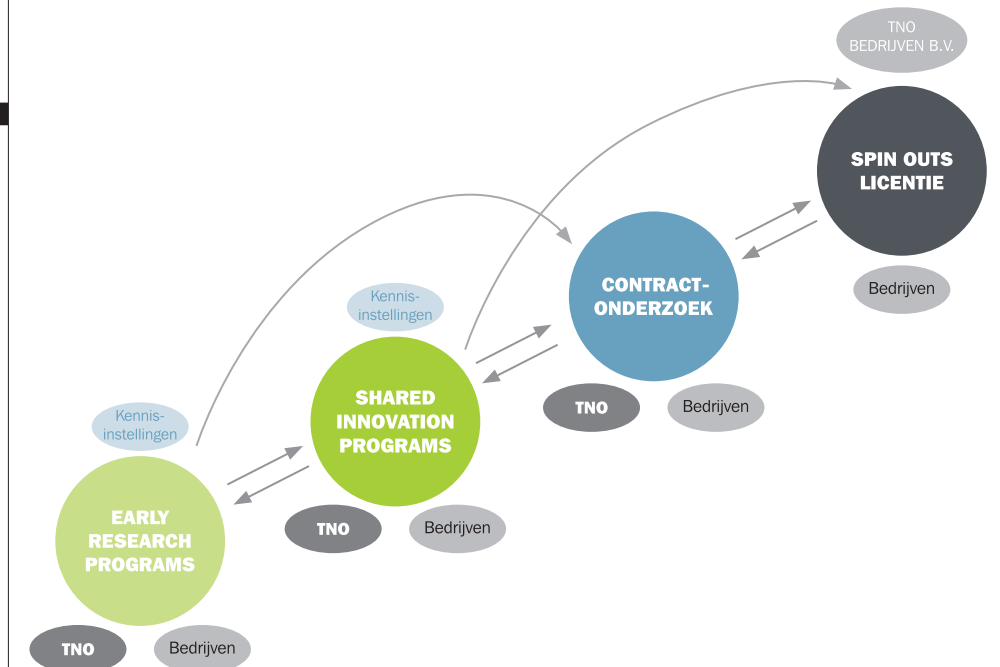 TNO
BEDRIJVEN B.V.
SPIN OUTS
LICENTIE
Bedrijven
CONTRACT-
ONDERZOEK
TNO
Bedrijven
Kennis-
instellingen
SHARED
INNOVATION
PROGRAMS
TNO
Bedrijven
Kennis-
instellingen
EARLY
RESEARCH
PROGRAMS
TNO
Bedrijven